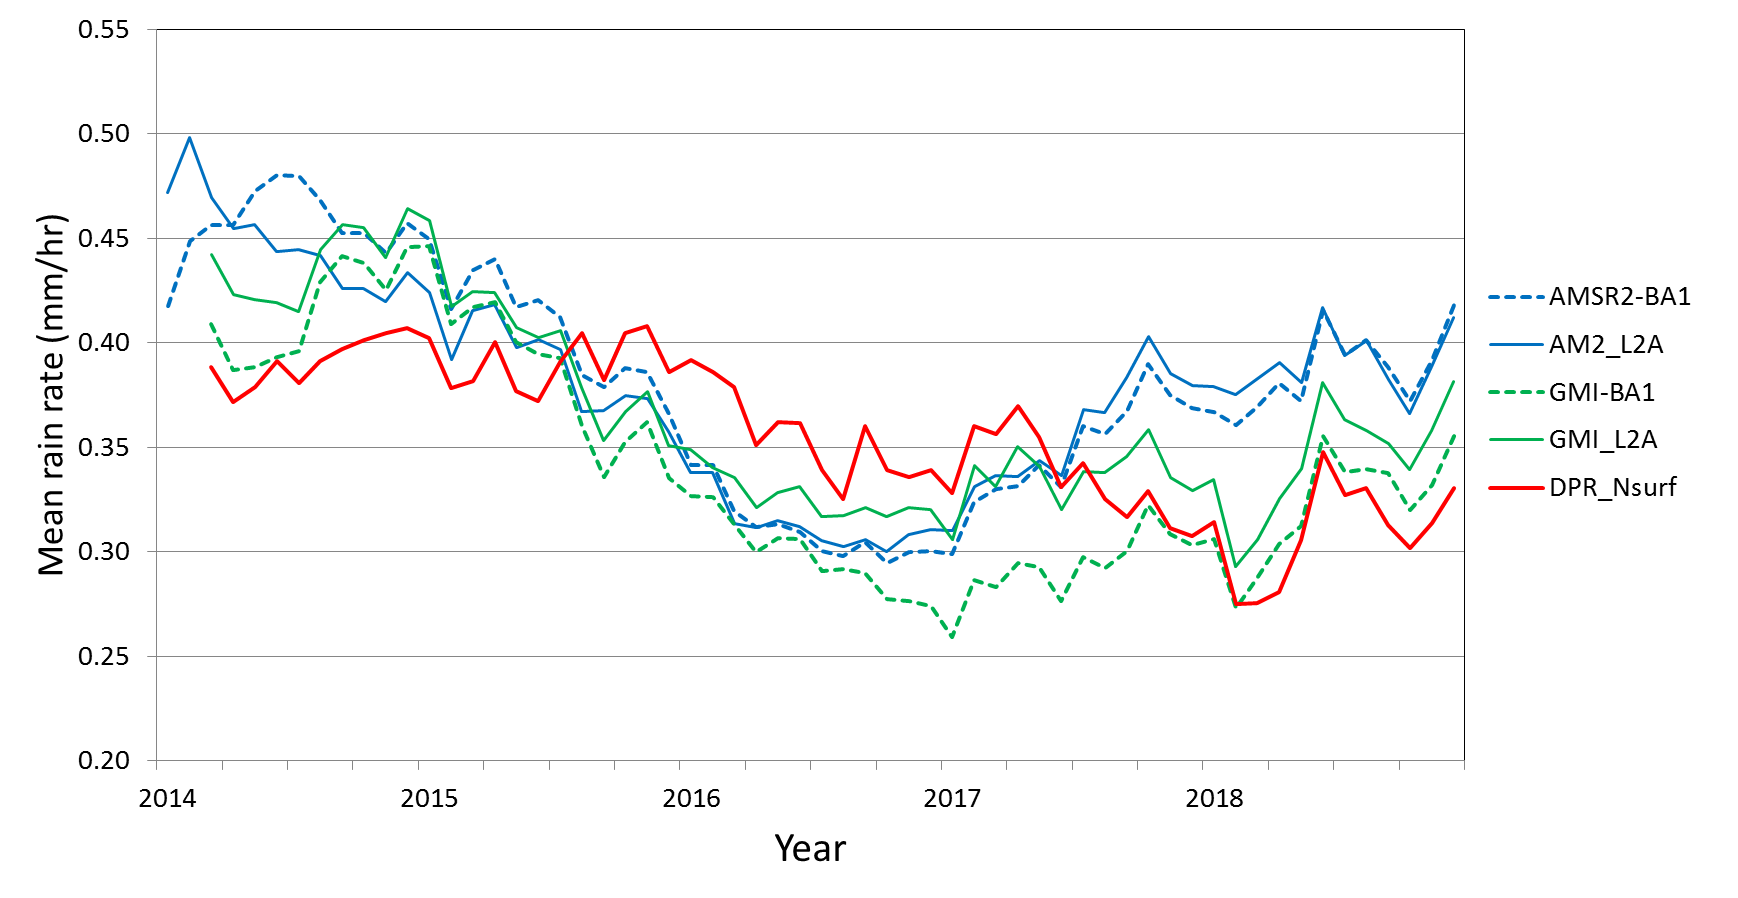 0.55
0.50
0.45
0.40
0.35
0.30
0.25
0.20
Mean rain rate (mm/hr)
2014 2015 2016 2017 2018
Year
AMSR2-BA1
AM2_L2A
GMI-BA1
GMI_L2A
DPR_Nsurf